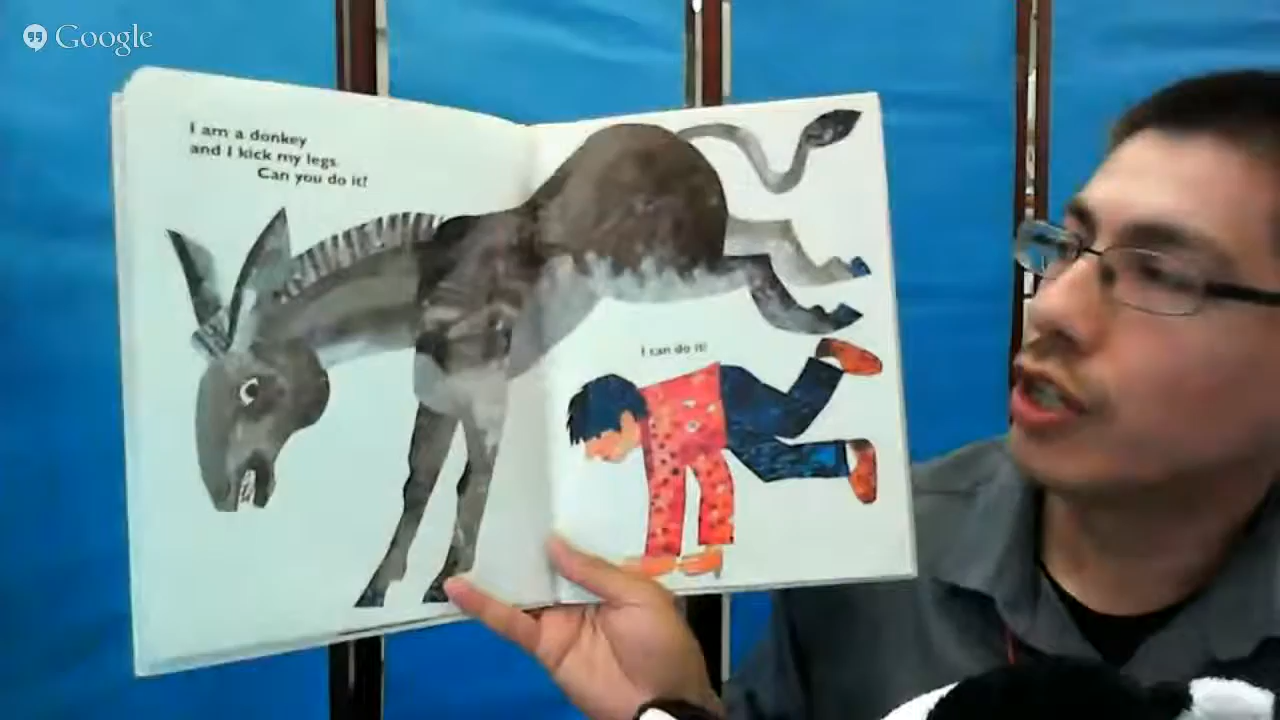 Google
I am a donkey
and I kick my legs.
Can you do it?
I can do it!